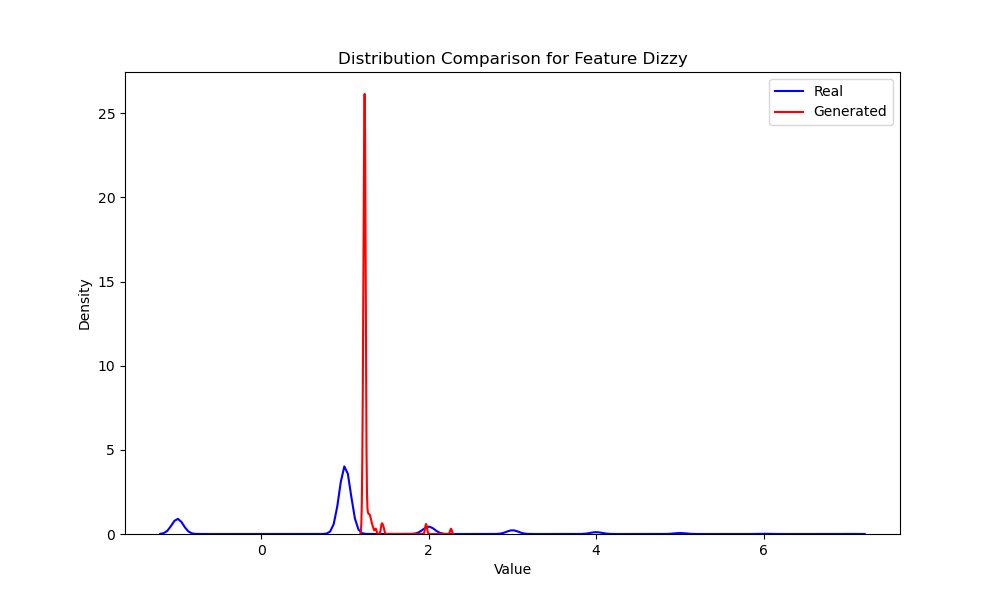 Distribution Comparison for Feature Dizzy
Real
Generated
25
20
15
10
5
0
Density
0 2 4 6
Value